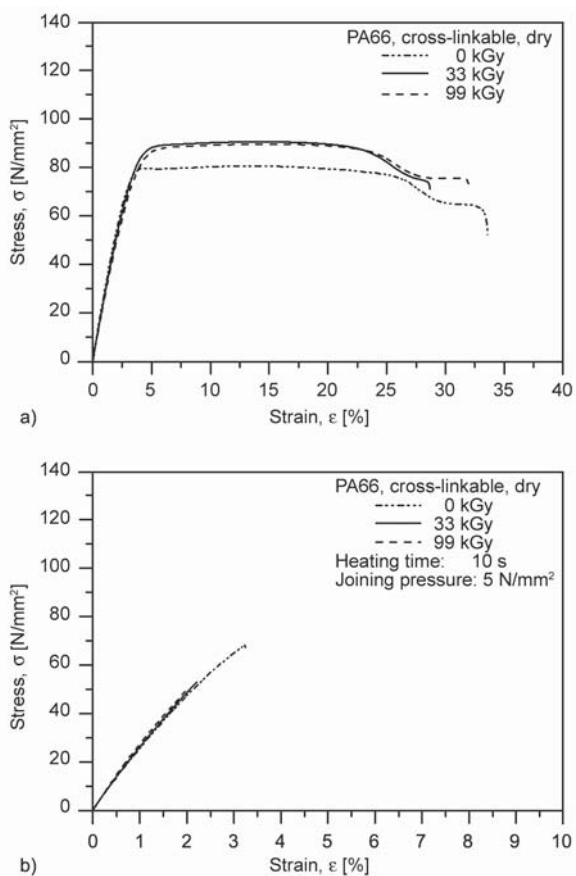 140
120
100
80
60
40
20
0
Stress, σ [N/mm²]
PA66, cross-linkable, dry
0 kGy
33 kGy
99 kGy
0 5 10 15 20 25 30 35 40
Strain, ε [%]
a)
140
120
100
80
60
40
20
0
Stress, σ [N/mm²]
PA66, cross-linkable, dry
0 kGy
33 kGy
99 kGy
Heating time: 10 s
Joining pressure: 5 N/mm²
0 1 2 3 4 5 6 7 8 9 10
Strain, ε [%]
b)